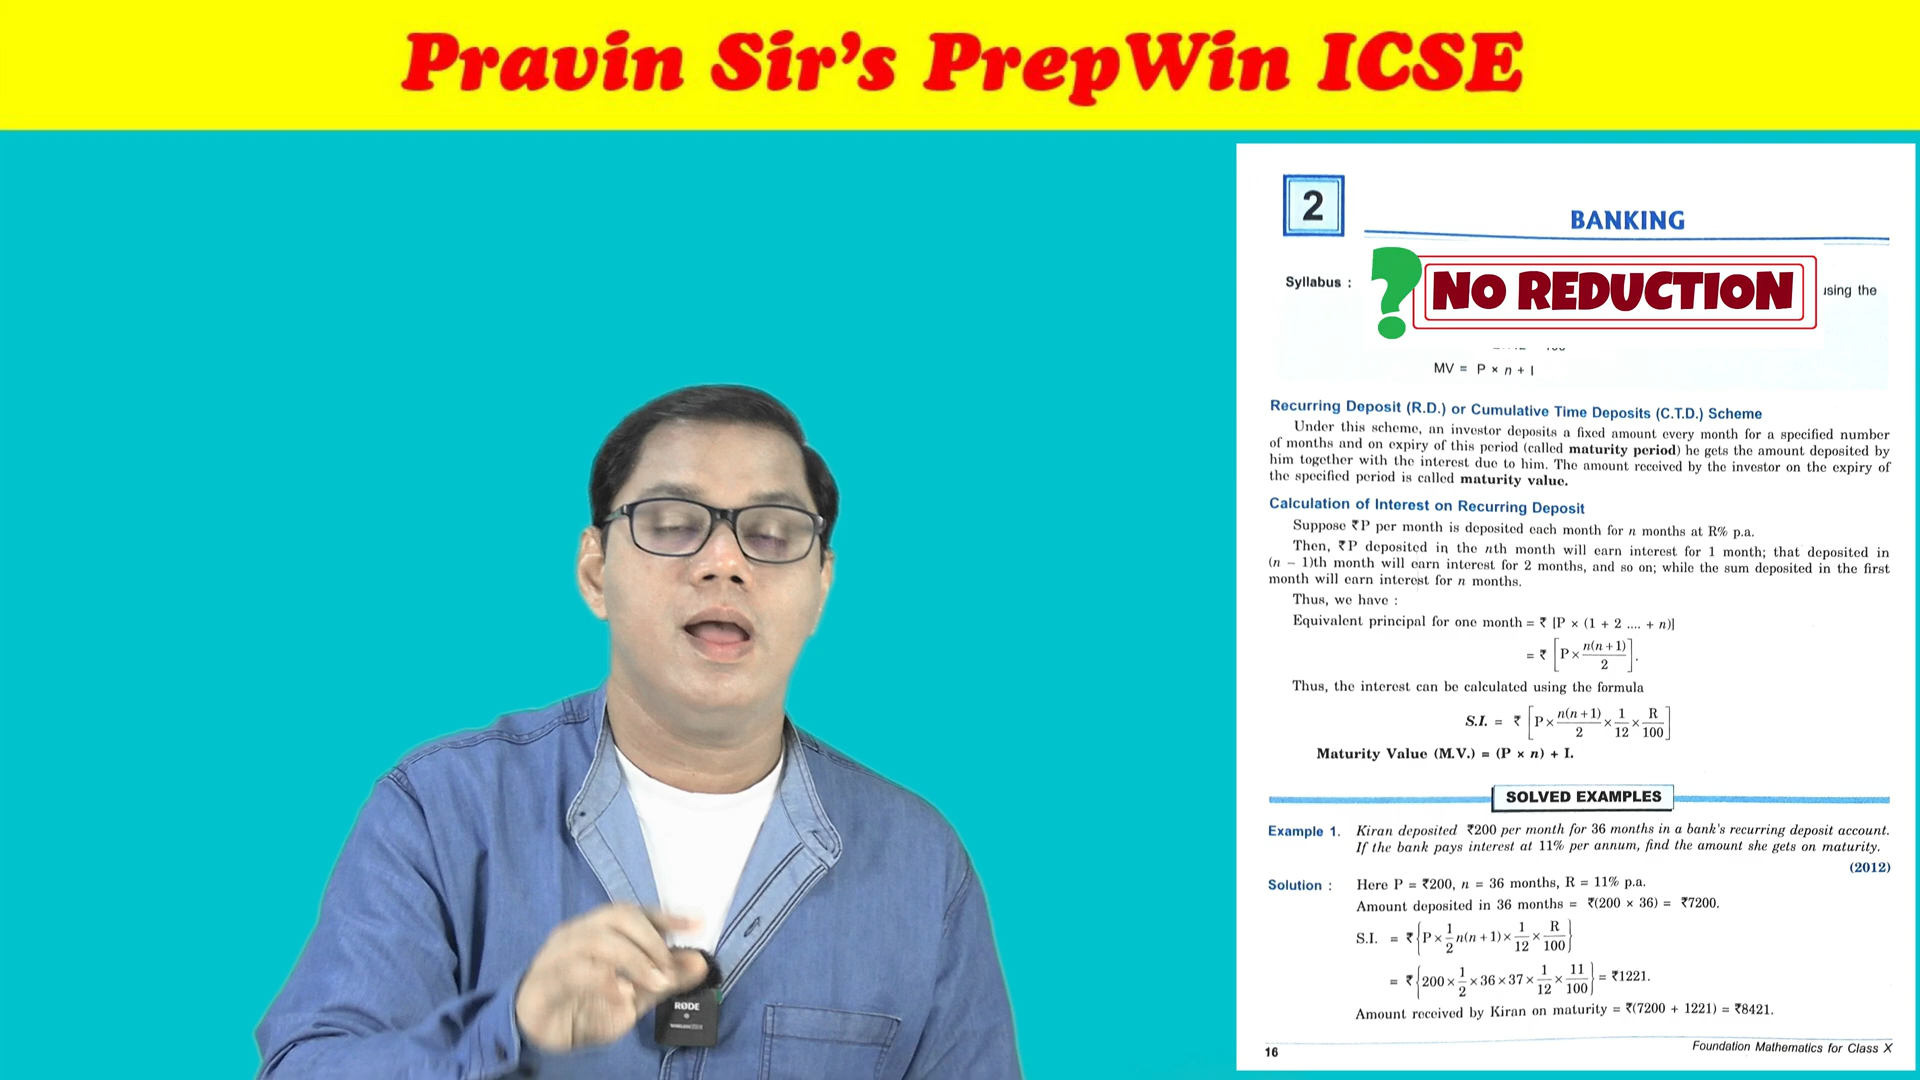 Pravin Sir's PrepWin ICSE
2
BANKING
Syllabus :
? NO REDUCTION
using the
MV = P × n + I
Recurring Deposit (R.D.) or Cumulative Time Deposits (C.T.D.) Scheme
Under this scheme, an investor deposits a fixed amount every month for a specified number
of months and on expiry of this period (called maturity period) he gets the amount deposited by
him together with the interest due to him. The amount received by the investor on the expiry of
the specified period is called maturity value.
Calculation of Interest on Recurring Deposit
Suppose ₹P per month is deposited each month for n months at R% p.a.
Then, ₹P deposited in the nth month will earn interest for 1 month; that deposited in
(n − 1)th month will earn interest for 2 months, and so on; while the sum deposited in the first
month will earn interest for n months.
Thus, we have :
Equivalent principal for one month = ₹ [P × (1 + 2 .... + n)]
= ₹ [P × n(n+1)/2].
Thus, the interest can be calculated using the formula
S.I. = ₹ [P × n(n+1)/2 × 1/12 × R/100]
Maturity Value (M.V.) = (P × n) + I.
SOLVED EXAMPLES
Example 1. Kiran deposited ₹200 per month for 36 months in a bank's recurring deposit account.
If the bank pays interest at 11% per annum, find the amount she gets on maturity.
(2012)
Solution : Here P = ₹200, n = 36 months, R = 11% p.a.
Amount deposited in 36 months = ₹(200 × 36) = ₹7200.
S.I. = ₹{P × 1/2 n(n+1) × 1/12 × R/100}
= ₹{200 × 1/2 × 36 × 37 × 1/12 × 11/100} = ₹1221.
Amount received by Kiran on maturity = ₹(7200 + 1221) = ₹8421.
16
Foundation Mathematics for Class X
RØDE